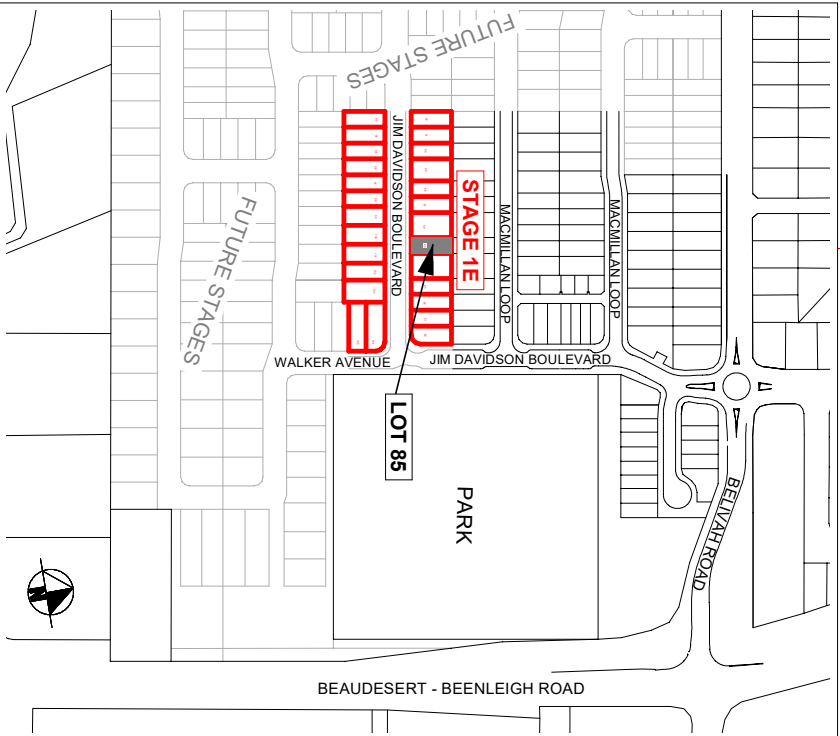 FUTURE STAGES
JIM DAVIDSON BOULEVARD
STAGE 1E
MACMILLAN LOOP
MACMILLAN LOOP
FUTURE STAGES
WALKER AVENUE
JIM DAVIDSON BOULEVARD
LOT 85
PARK
BELIVAH ROAD
N
BEAUDESERT - BEENLEIGH ROAD